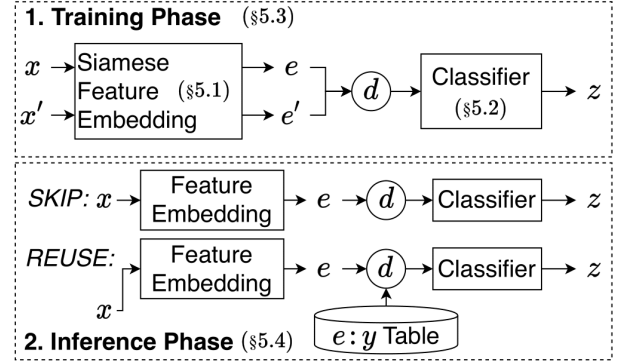 1. Training Phase (§5.3)
x
x′
Siamese
Feature (§5.1)
Embedding
e
e′
d
Classifier
(§5.2)
z
SKIP: x
Feature
Embedding
e
d
Classifier
z
REUSE:
x
Feature
Embedding
e
d
Classifier
z
e : y Table
2. Inference Phase (§5.4)